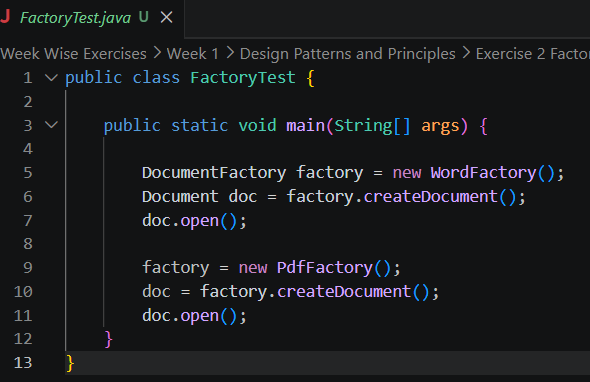 J FactoryTest.java U ×
Week Wise Exercises > Week 1 > Design Patterns and Principles > Exercise 2 Factor
1 public class FactoryTest {
2
3     public static void main(String[] args) {
4
5         DocumentFactory factory = new WordFactory();
6         Document doc = factory.createDocument();
7         doc.open();
8
9         factory = new PdfFactory();
10         doc = factory.createDocument();
11         doc.open();
12     }
13 }